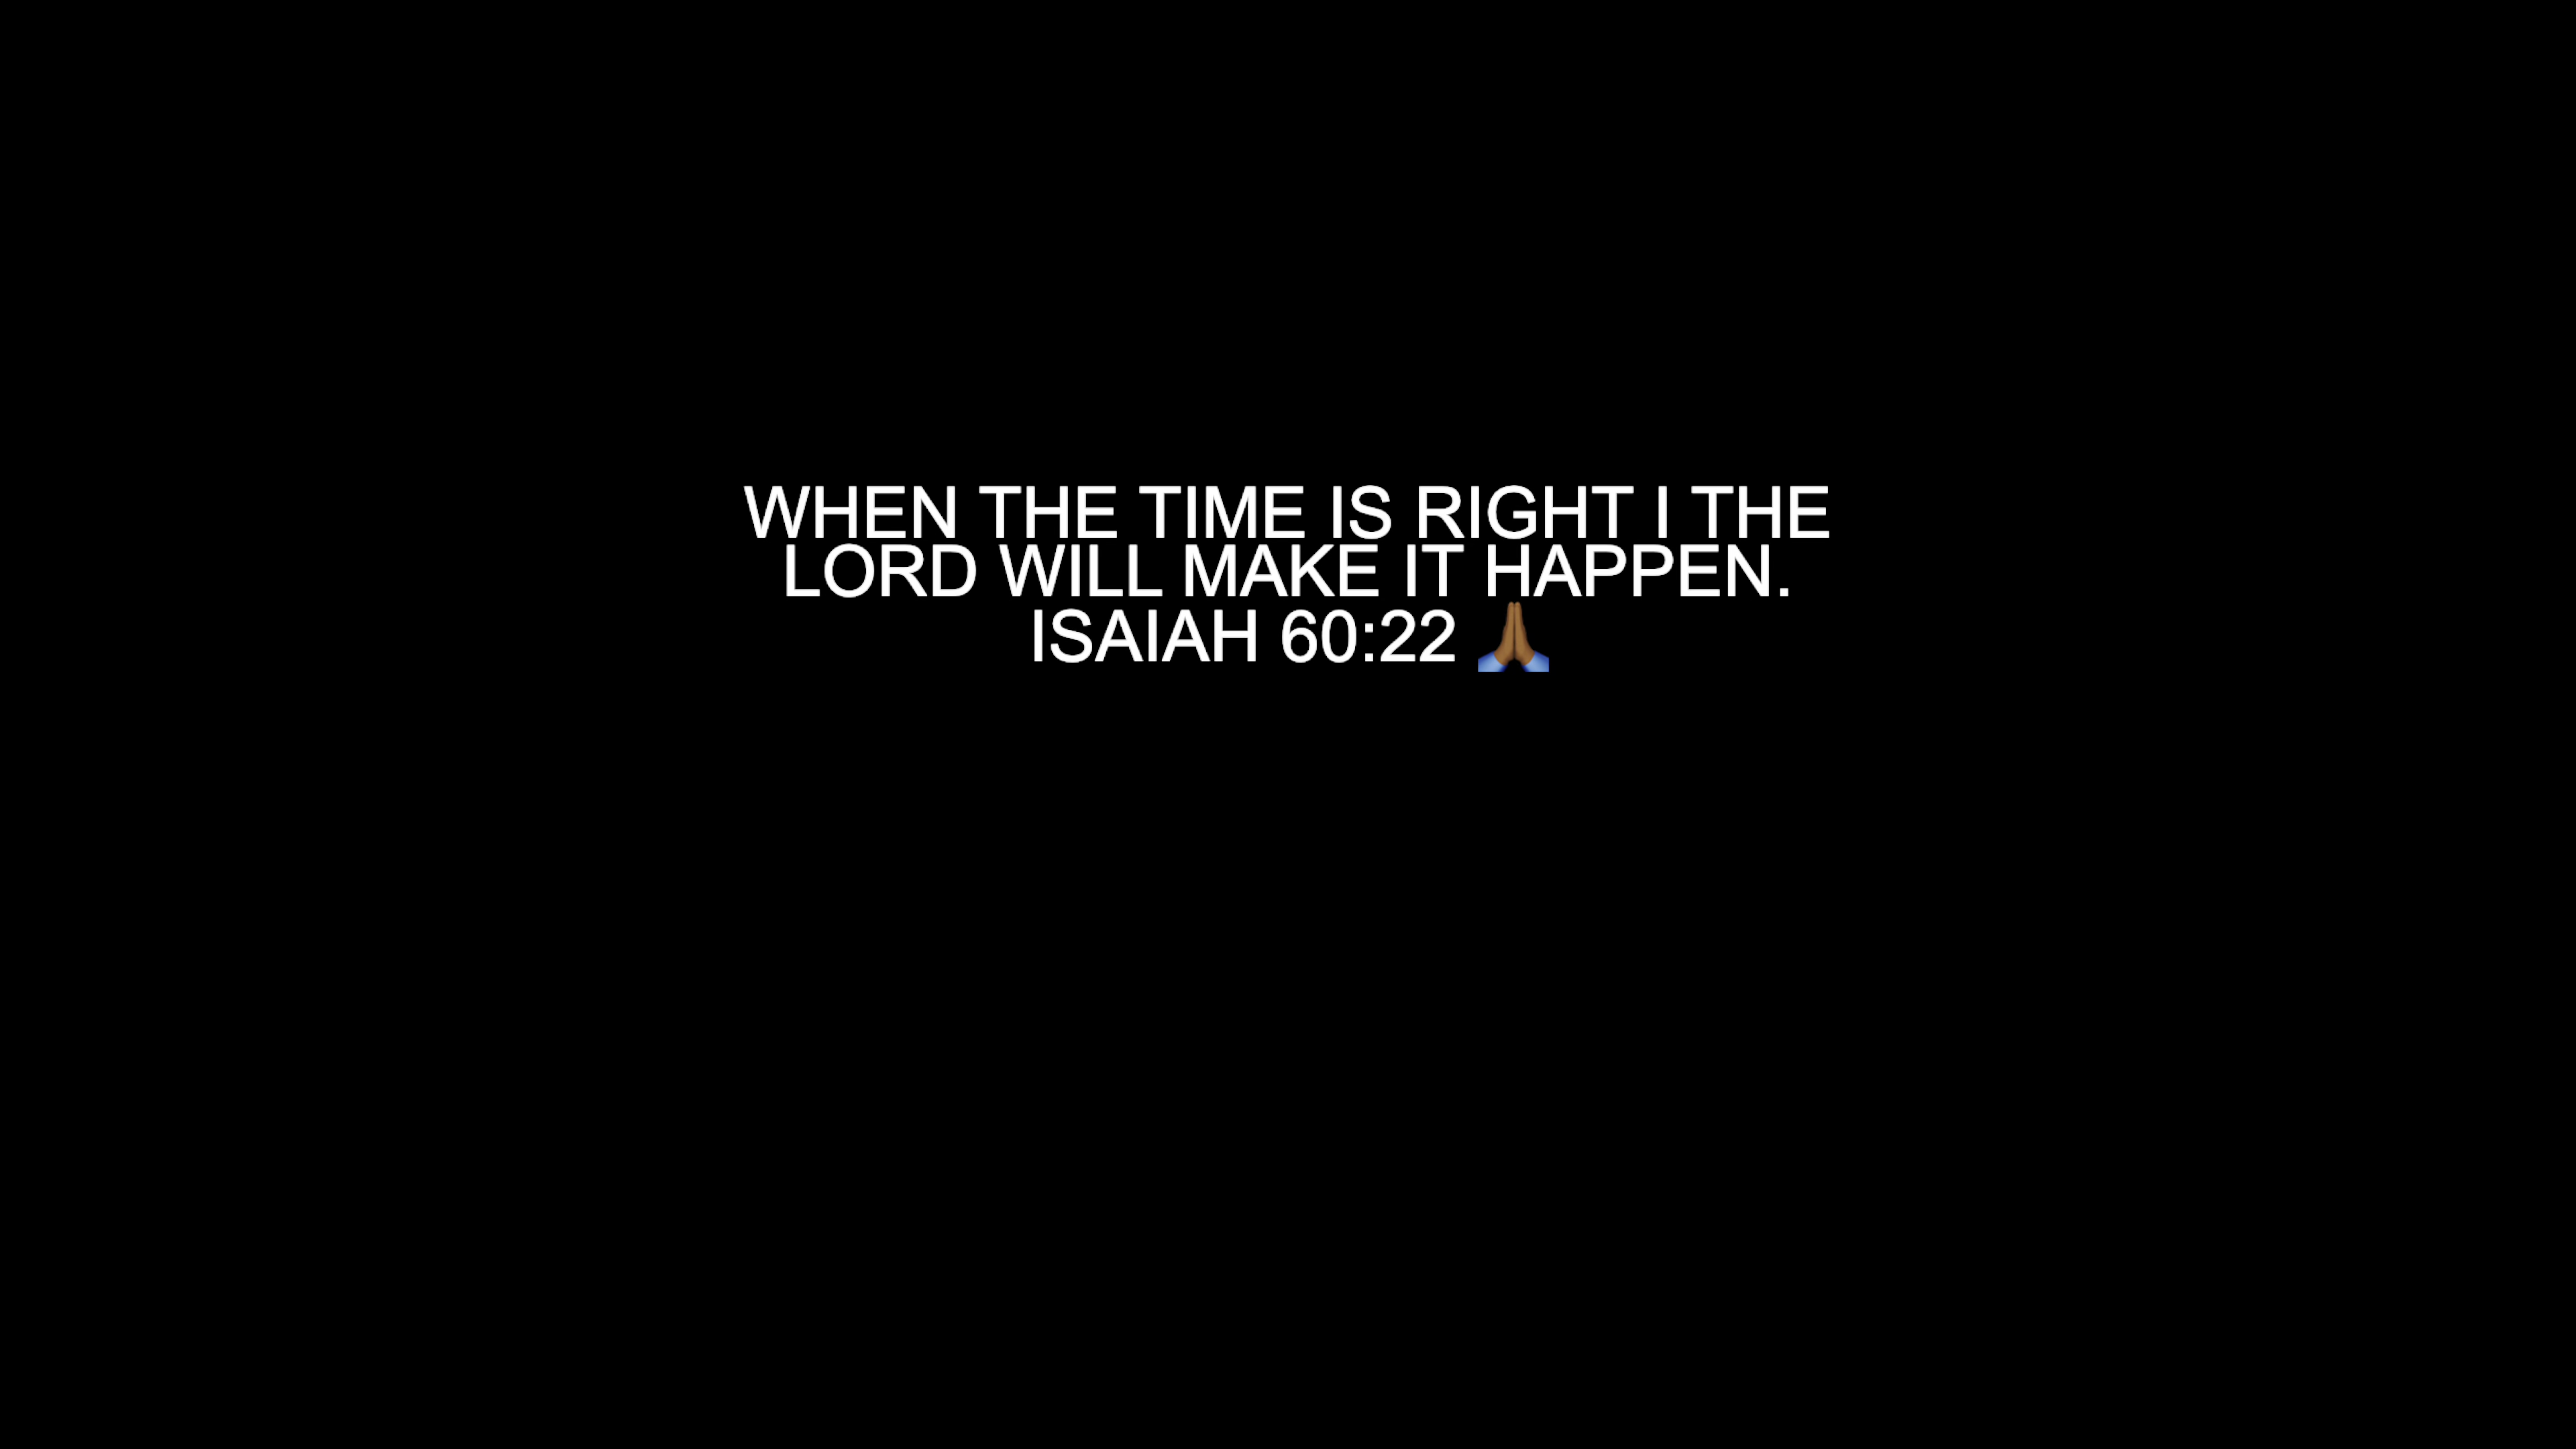 WHEN THE TIME IS RIGHT I THE
LORD WILL MAKE IT HAPPEN.
ISAIAH 60:22 🙏🏾